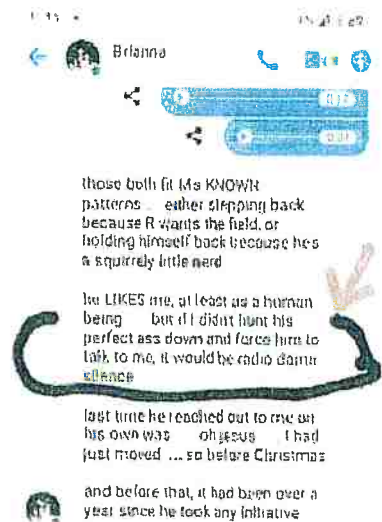 Brianna
those both fit Ms KNOWN
patterns ... either stepping back
because R wants the field, or
holding himself back because hes
a squirrely little nerd
he LIKES me, at least as a human
being ... but if I didnt hunt his
perfect ass down and force him to
talk to me, it would be radio damn
silence
last time he reached out to me on
his own was ... oh jesus ... I had
just moved ... so before Christmas
and before that, it had been over a
year since he took any initiative